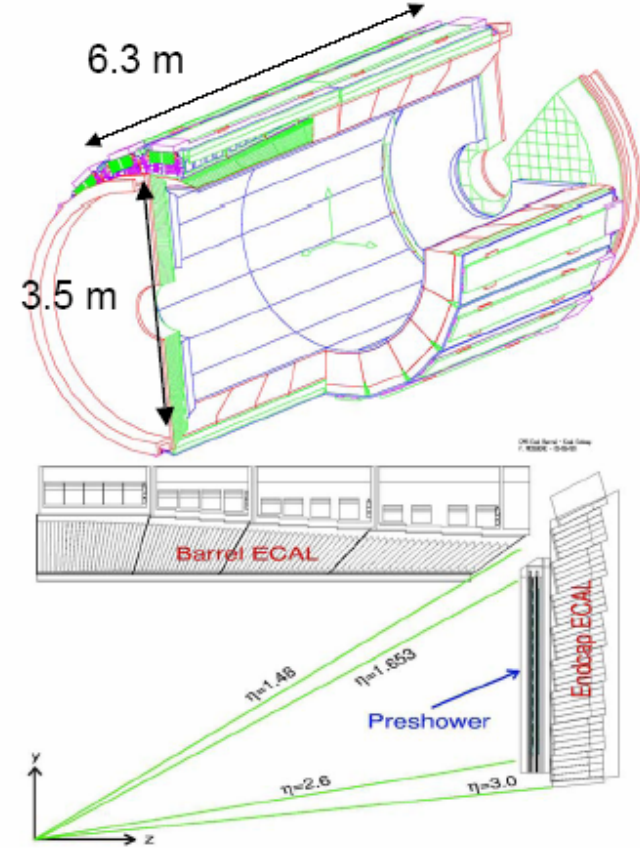 6.3 m
3.5 m
Barrel ECAL
Endcap ECAL
η=1.48
η=1.653
Preshower
η=2.6
η=3.0
y
z